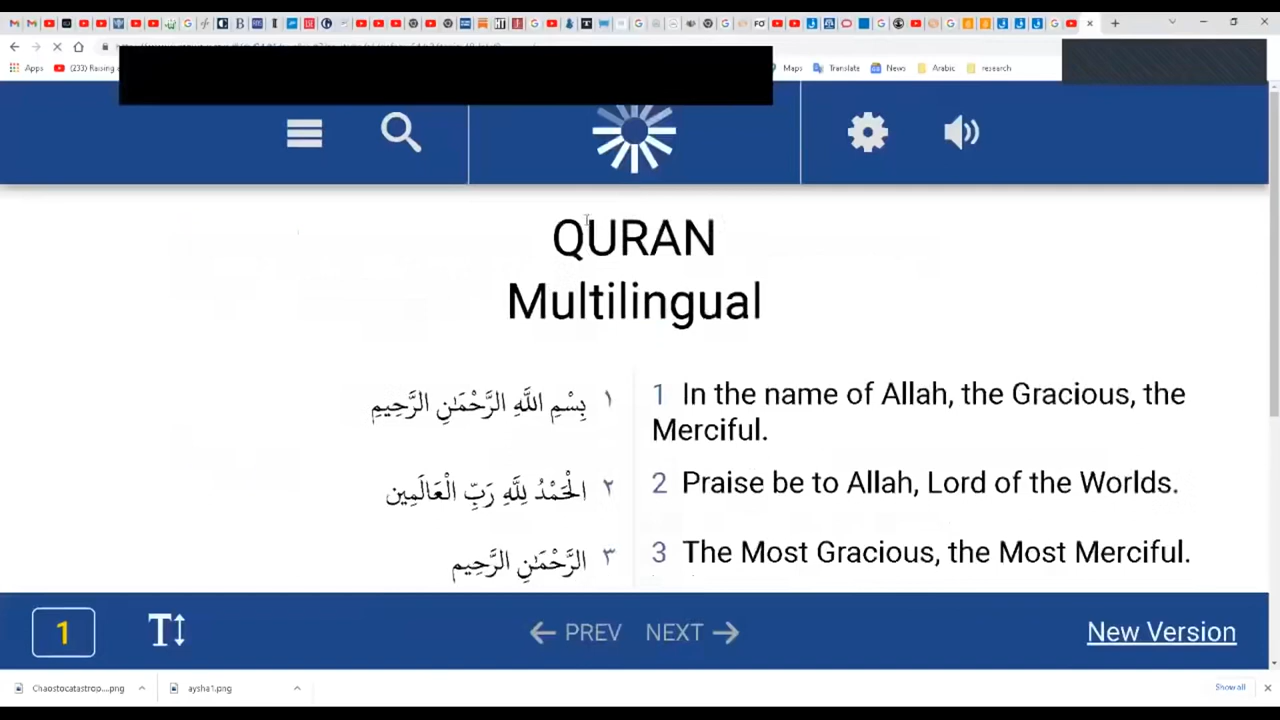 Apps
(233) Raising a
Maps
Translate
News
Arabic
research
QURAN
Multilingual
١ بِسْمِ اللَّهِ الرَّحْمَٰنِ الرَّحِيمِ
1 In the name of Allah, the Gracious, the
Merciful.
٢ الْحَمْدُ لِلَّهِ رَبِّ الْعَالَمِين
2 Praise be to Allah, Lord of the Worlds.
٣ الرَّحْمَٰنِ الرَّحِيم
3 The Most Gracious, the Most Merciful.
1
T
PREV NEXT
New Version
Chaostocatastrop....png
aysha1.png
Show all